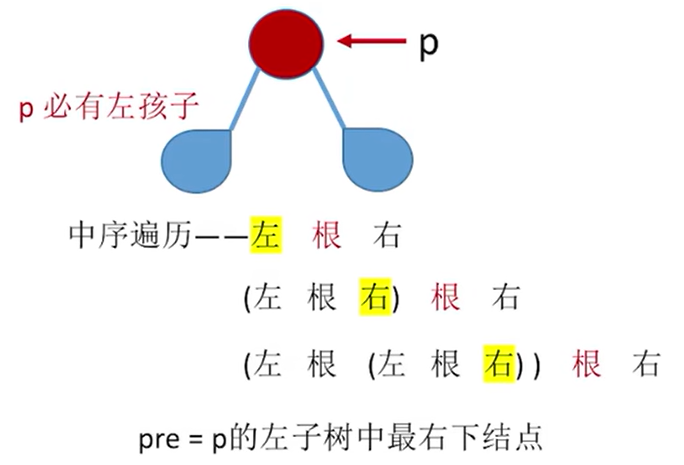 p
p 必有左孩子
中序遍历——左 根 右
(左 根 右) 根 右
(左 根 (左 根 右)) 根 右
pre = p的左子树中最右下结点